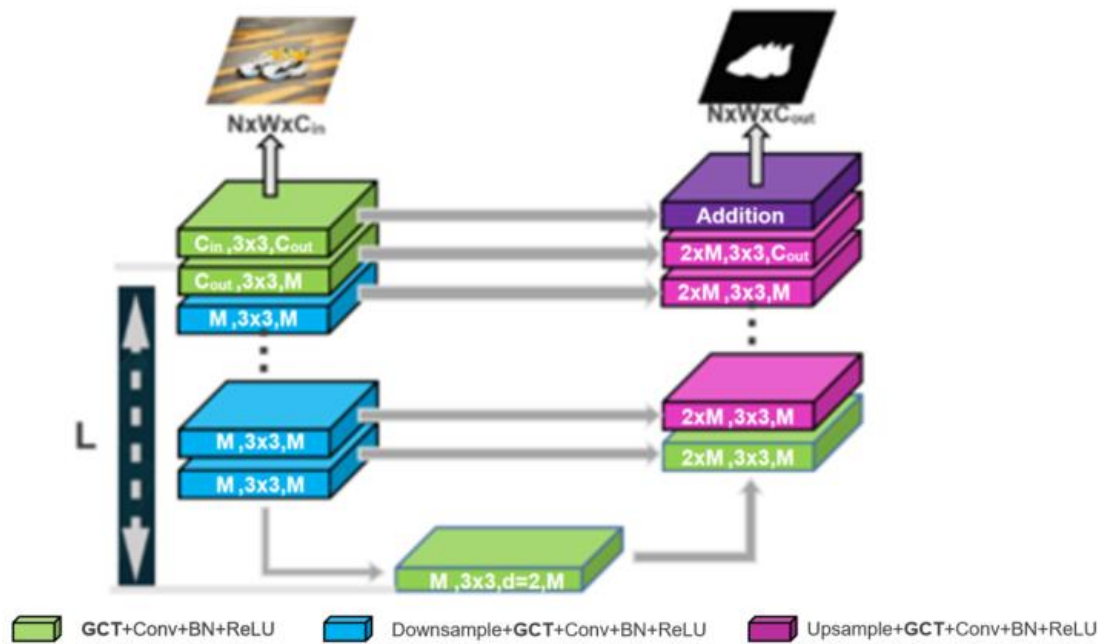 NxWxCin
NxWxCout
Cin ,3x3,Cout
Cout ,3x3,M
M ,3x3,M
Addition
2xM,3x3,Cout
2xM,3x3,M
L
M ,3x3,M
M ,3x3,M
2xM ,3x3,M
2xM,3x3,M
M ,3x3,d=2,M
GCT+Conv+BN+ReLU
Downsample+GCT+Conv+BN+ReLU
Upsample+GCT+Conv+BN+ReLU